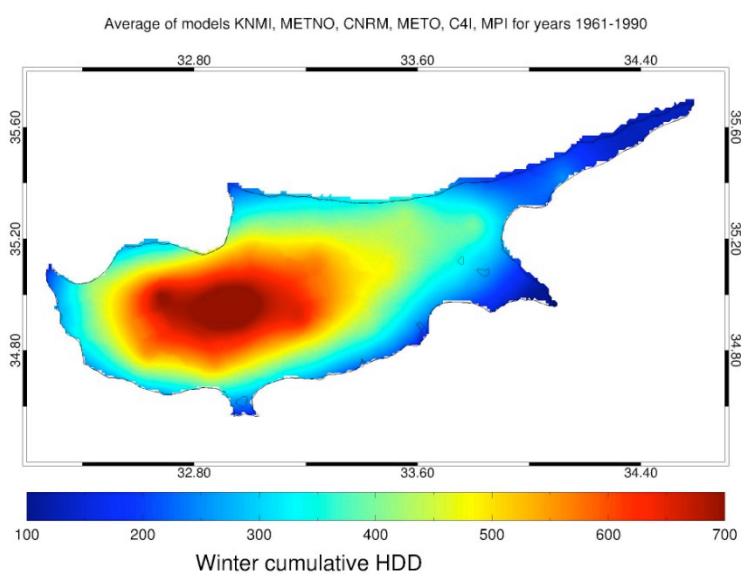 Average of models KNMI, METNO, CNRM, METO, C4I, MPI for years 1961-1990
32.80 33.60 34.40
35.60 35.60
35.20 35.20
34.80 34.80
32.80 33.60 34.40
100 200 300 400 500 600 700
Winter cumulative HDD